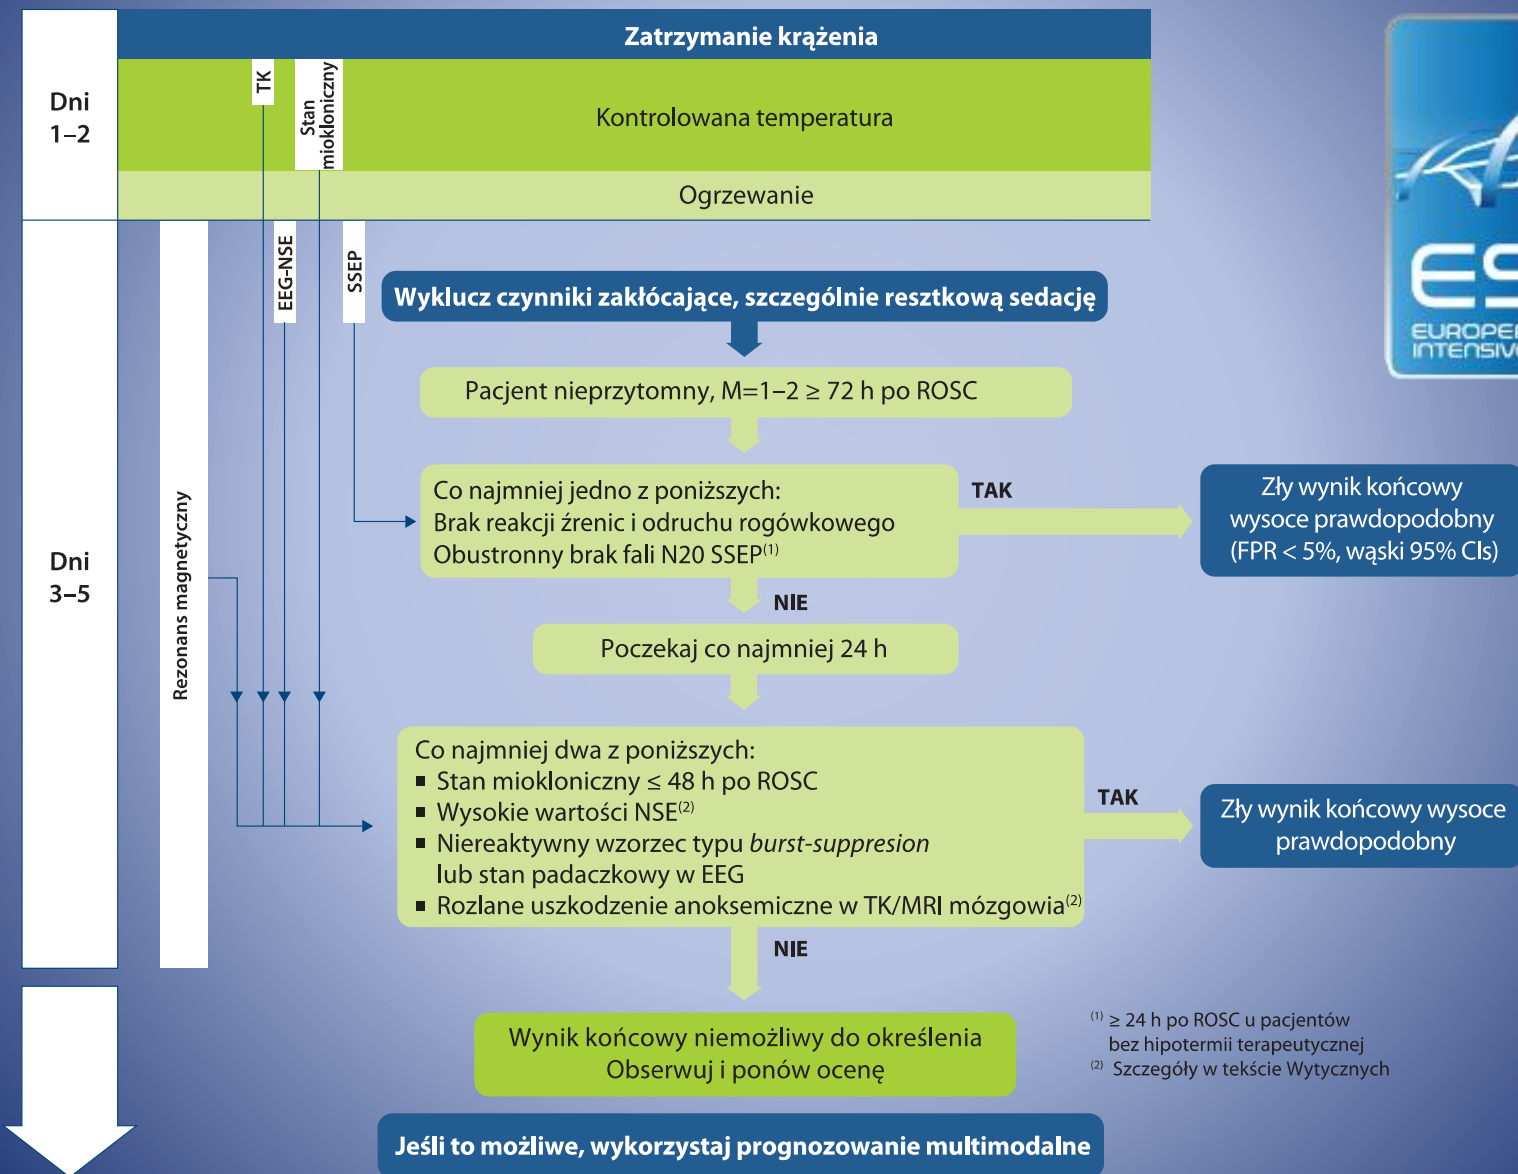 Zatrzymanie krążenia
Dni
1–2
TK
Stan
miokloniczny
Kontrolowana temperatura
Ogrzewanie
Dni
3–5
Rezonans magnetyczny
EEG-NSE
SSEP
Wyklucz czynniki zakłócające, szczególnie resztkową sedację
Pacjent nieprzytomny, M=1–2 ≥ 72 h po ROSC
Co najmniej jedno z poniższych:
Brak reakcji źrenic i odruchu rogówkowego
Obustronny brak fali N20 SSEP(1)
TAK
Zły wynik końcowy
wysoce prawdopodobny
(FPR < 5%, wąski 95% CIs)
NIE
Poczekaj co najmniej 24 h
Co najmniej dwa z poniższych:
▪ Stan miokloniczny ≤ 48 h po ROSC
▪ Wysokie wartości NSE(2)
▪ Niereaktywny wzorzec typu burst-suppresion
lub stan padaczkowy w EEG
▪ Rozlane uszkodzenie anoksemiczne w TK/MRI mózgowia(2)
TAK
Zły wynik końcowy wysoce
prawdopodobny
NIE
Wynik końcowy niemożliwy do określenia
Obserwuj i ponów ocenę
(1) ≥ 24 h po ROSC u pacjentów
bez hipotermii terapeutycznej
(2) Szczegóły w tekście Wytycznych
Jeśli to możliwe, wykorzystaj prognozowanie multimodalne